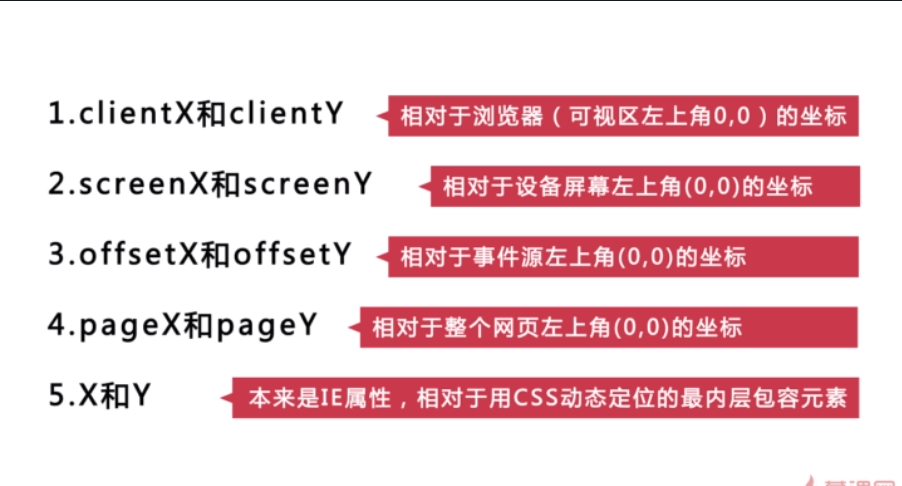 1.clientX和clientY
相对于浏览器（可视区左上角0,0）的坐标
2.screenX和screenY
相对于设备屏幕左上角(0,0)的坐标
3.offsetX和offsetY
相对于事件源左上角(0,0)的坐标
4.pageX和pageY
相对于整个网页左上角(0,0)的坐标
5.X和Y
本来是IE属性，相对于用CSS动态定位的最内层包容元素